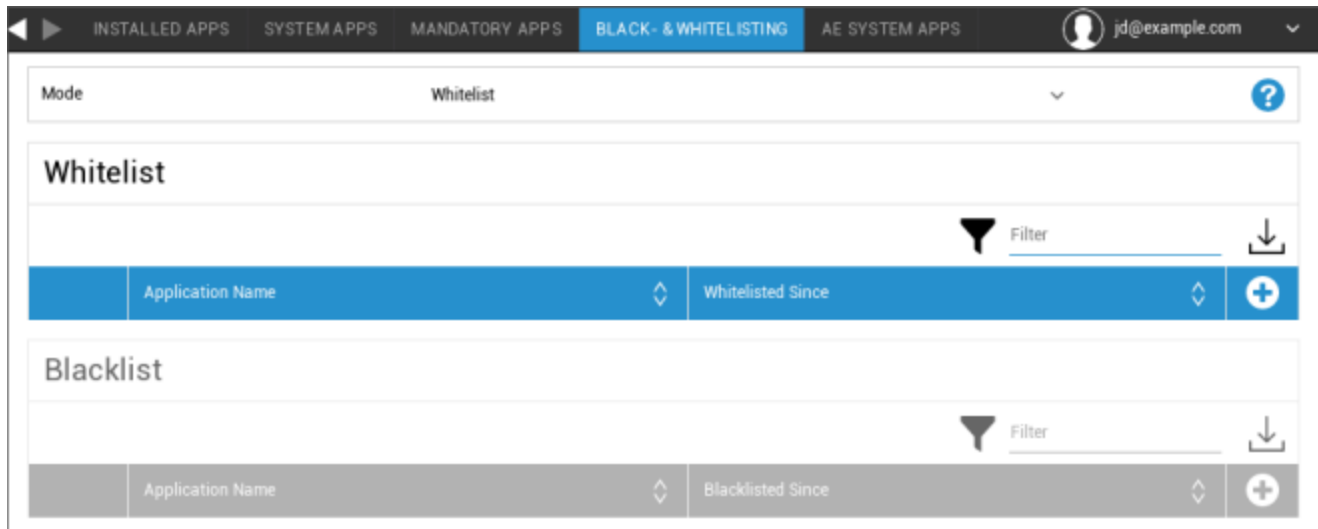 INSTALLED APPS SYSTEM APPS MANDATORY APPS BLACK- & WHITELISTING AE SYSTEM APPS jd@example.com
Mode Whitelist ?
Whitelist
Filter
Application Name Whitelisted Since
Blacklist
Filter
Application Name Blacklisted Since